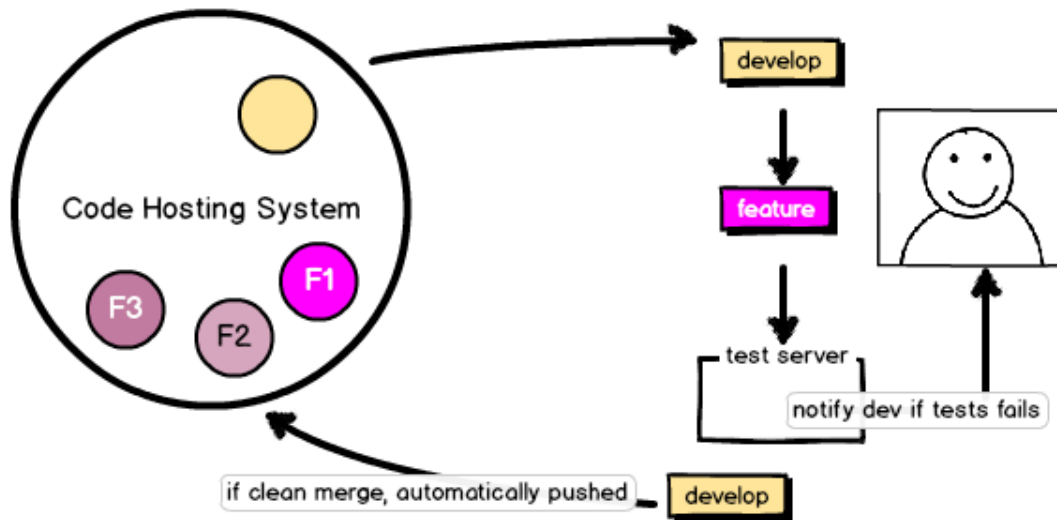 develop
Code Hosting System
feature
F1
F3
F2
test server
notify dev if tests fails
if clean merge, automatically pushed
develop